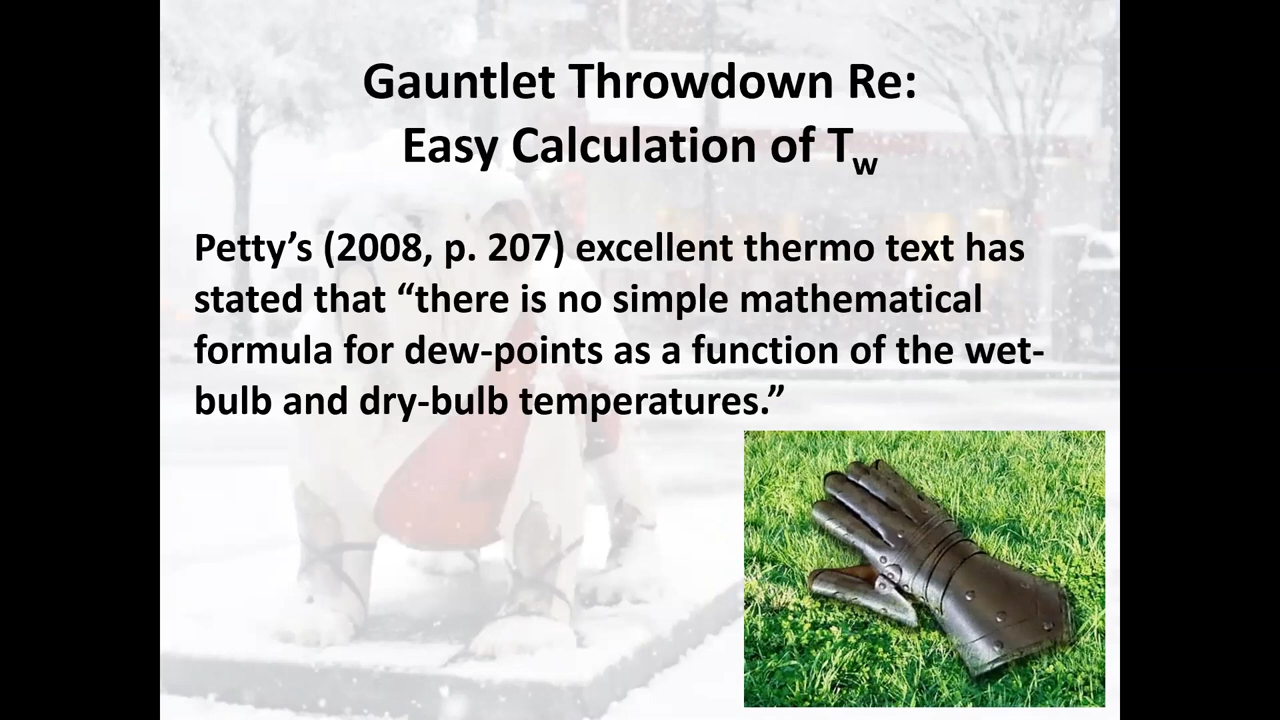 Gauntlet Throwdown Re:
Easy Calculation of Tw
Petty’s (2008, p. 207) excellent thermo text has
stated that “there is no simple mathematical
formula for dew-points as a function of the wet-
bulb and dry-bulb temperatures.”